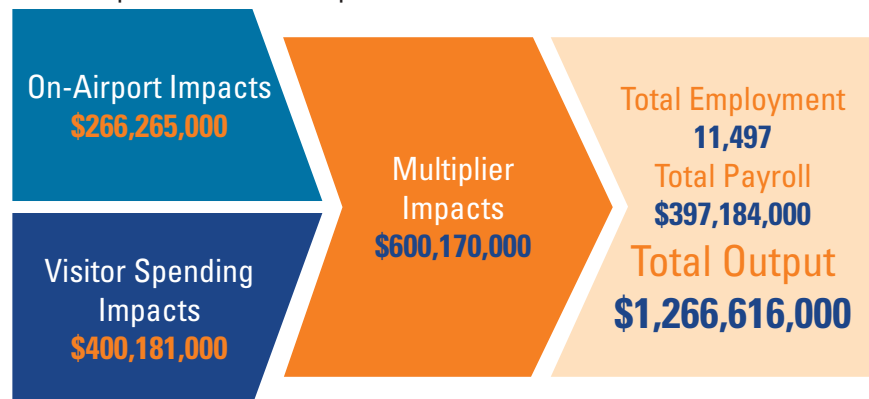 On-Airport Impacts
$266,265,000
Visitor Spending
Impacts
$400,181,000
Multiplier
Impacts
$600,170,000
Total Employment
11,497
Total Payroll
$397,184,000
Total Output
$1,266,616,000